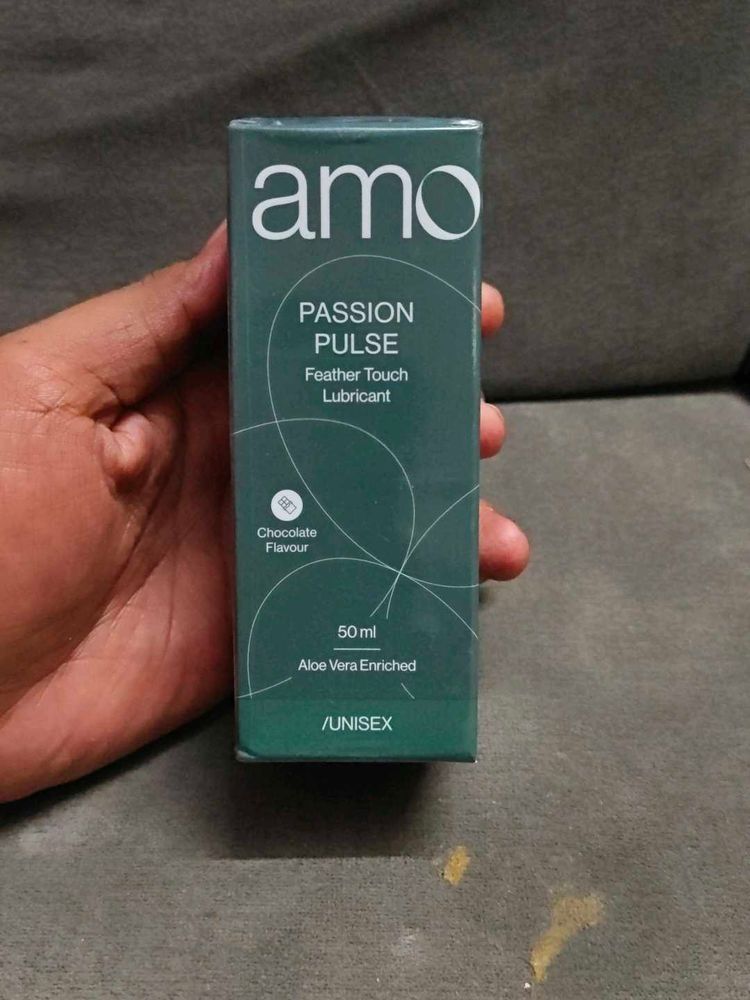 amo
PASSION
PULSE
Feather Touch
Lubricant
Chocolate
Flavour
50 ml
Aloe Vera Enriched
/UNISEX